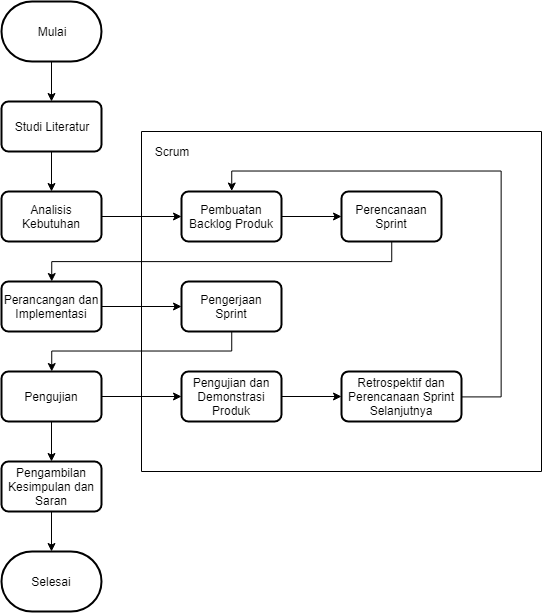 Mulai
Studi Literatur
Scrum
Analisis
Kebutuhan
Pembuatan
Backlog Produk
Perencanaan
Sprint
Perancangan dan
Implementasi
Pengerjaan
Sprint
Pengujian
Pengujian dan
Demonstrasi
Produk
Retrospektif dan
Perencanaan Sprint
Selanjutnya
Pengambilan
Kesimpulan dan
Saran
Selesai